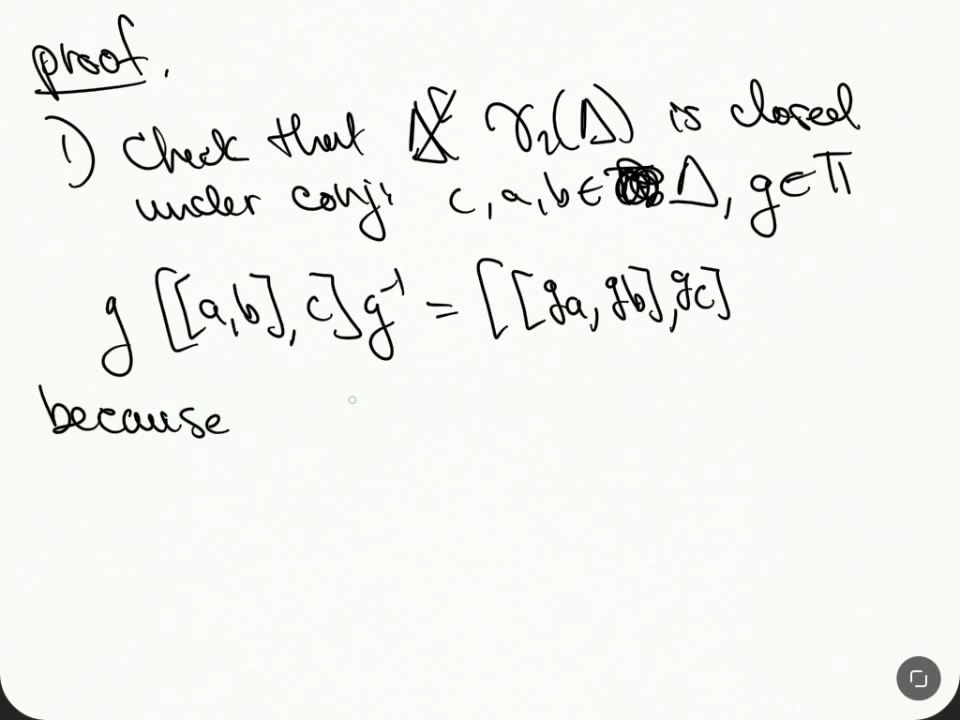 proof.
1) Check that γ₂(Δ) is closed
under conj. c, a, b ∈ Δ, g ∈ Π
g [[a,b],c]g⁻¹ = [[ga, gb], gc]
because